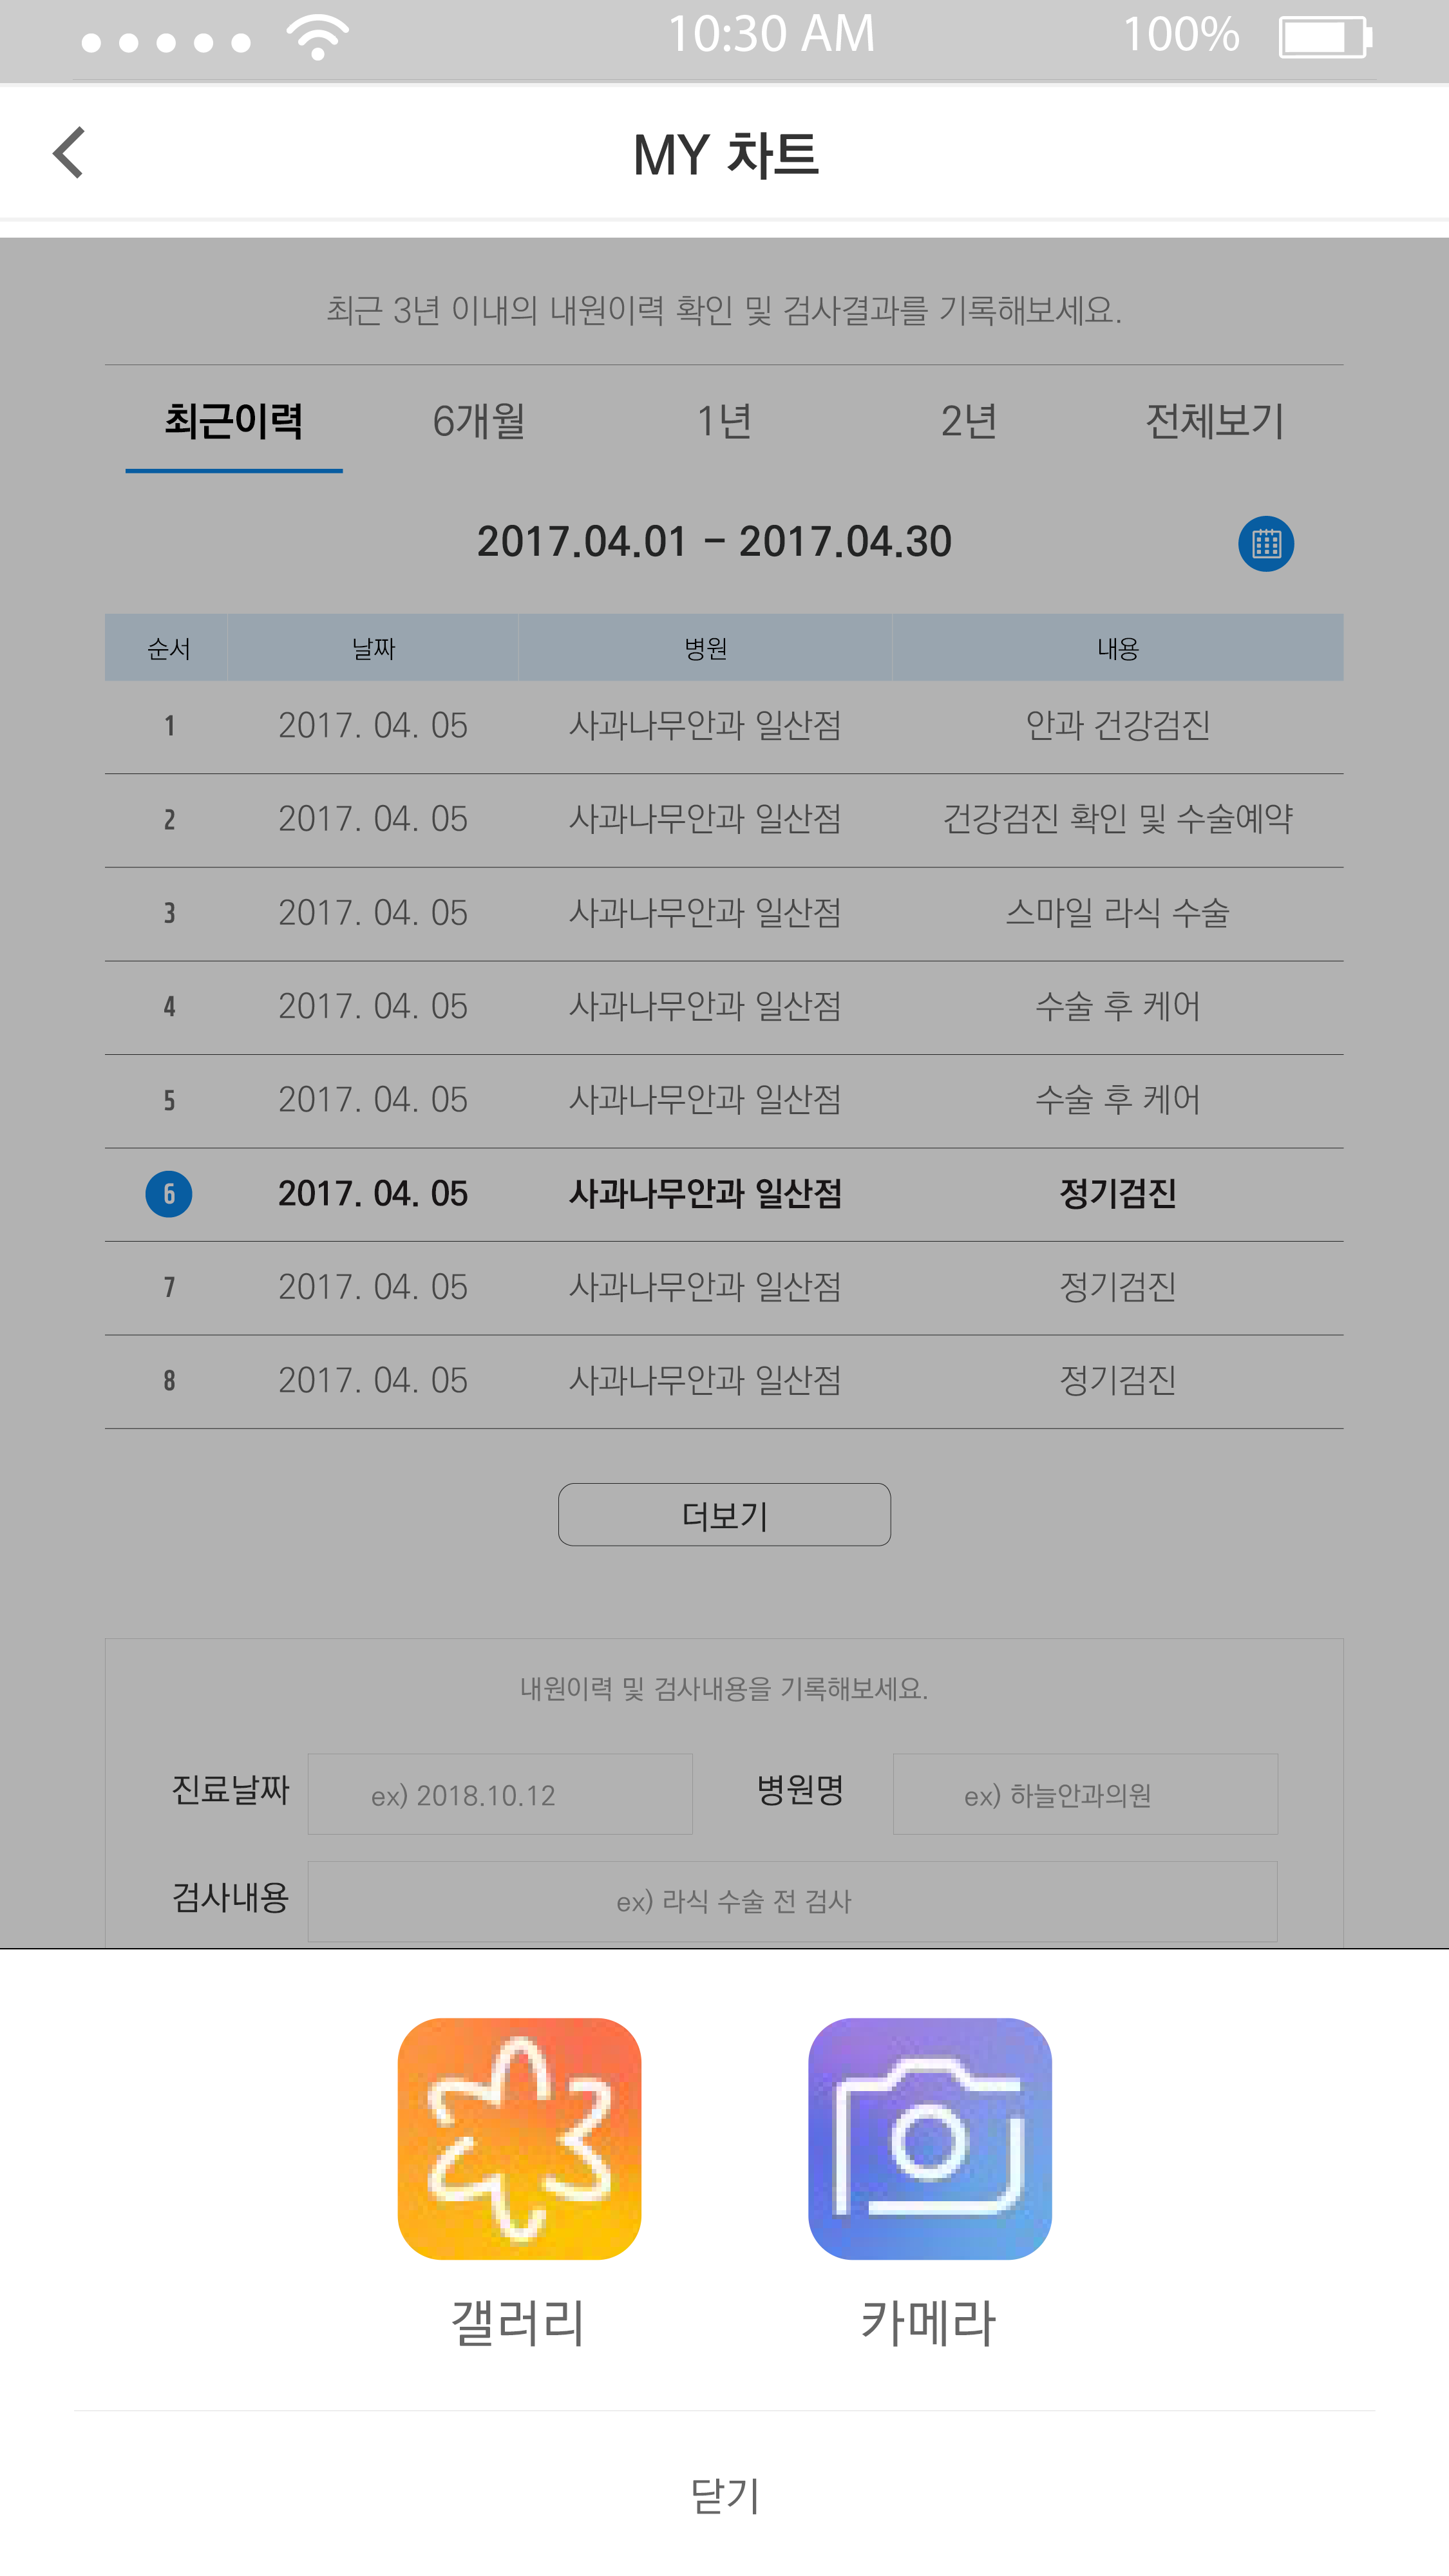 10:30 AM 100%
MY 차트
최근 3년 이내의 내원이력 확인 및 검사결과를 기록해보세요.
최근이력 6개월 1년 2년 전체보기
2017.04.01 - 2017.04.30
순서 날짜 병원 내용
1 2017. 04. 05 사과나무안과 일산점 안과 건강검진
2 2017. 04. 05 사과나무안과 일산점 건강검진 확인 및 수술예약
3 2017. 04. 05 사과나무안과 일산점 스마일 라식 수술
4 2017. 04. 05 사과나무안과 일산점 수술 후 케어
5 2017. 04. 05 사과나무안과 일산점 수술 후 케어
6 2017. 04. 05 사과나무안과 일산점 정기검진
7 2017. 04. 05 사과나무안과 일산점 정기검진
8 2017. 04. 05 사과나무안과 일산점 정기검진
더보기
내원이력 및 검사내용을 기록해보세요.
진료날짜 ex) 2018.10.12 병원명 ex) 하늘안과의원
검사내용 ex) 라식 수술 전 검사
갤러리 카메라
닫기